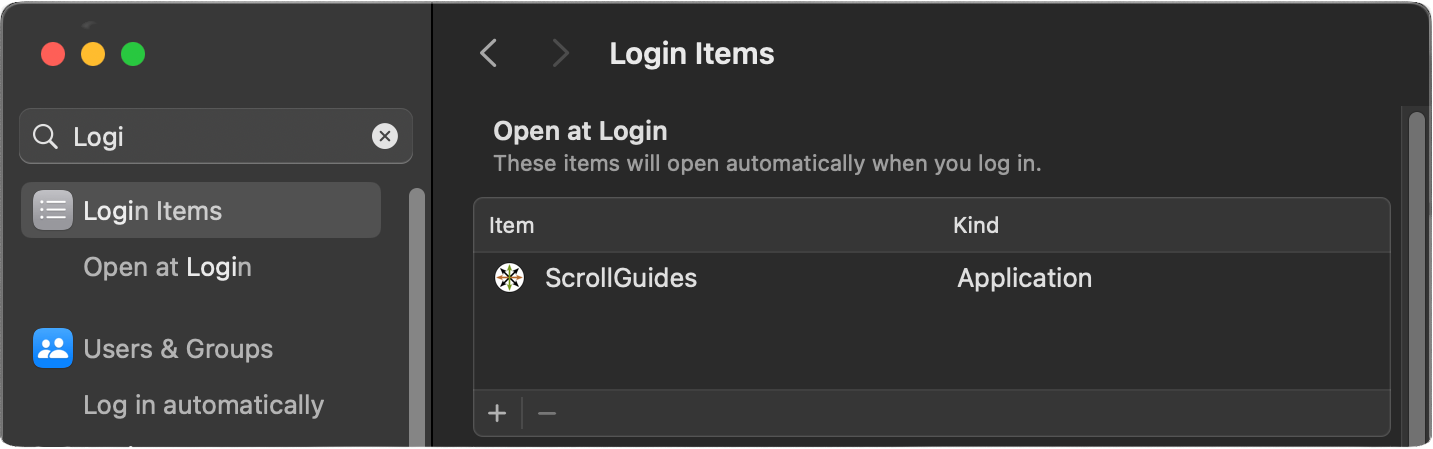 Login Items
Logi
Open at Login
These items will open automatically when you log in.
Login Items
Item
Kind
Open at Login
ScrollGuides
Application
Users & Groups
Log in automatically